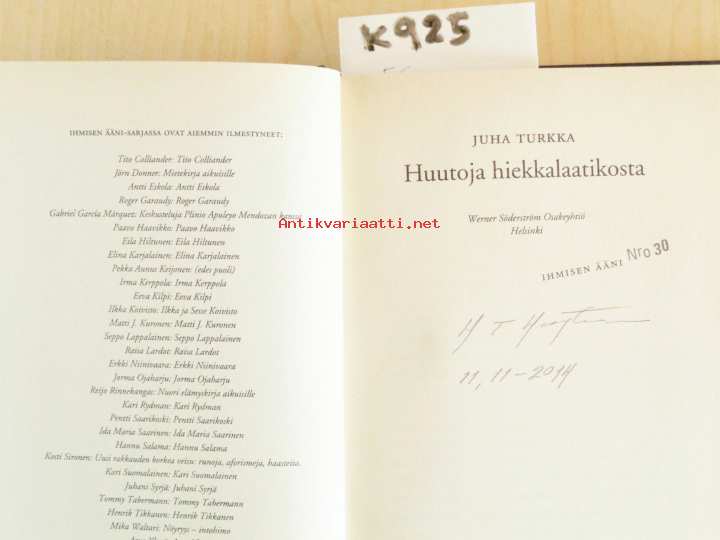 K925
IHMISEN ÄÄNI-SARJASSA OVAT AIEMMIN ILMESTYNEET:
Tito Colliander: Tito Colliander
Jörn Donner: Mietekirja aikuisille
Antti Eskola: Antti Eskola
Roger Garaudy: Roger Garaudy
Gabriel García Márquez: Keskusteluja Plinio Apuleyo Mendozan kanssa
Paavo Haavikko: Paavo Haavikko
Eila Hiltunen: Eila Hiltunen
Elina Karjalainen: Elina Karjalainen
Pekka Aunus Keijonen: (edes puoli)
Irma Kerppola: Irma Kerppola
Eeva Kilpi: Eeva Kilpi
Ilkka Koivisto: Ilkka ja Seve Koivisto
Matti J. Kuronen: Matti J. Kuronen
Seppo Lappalainen: Seppo Lappalainen
Raisa Lardot: Raisa Lardot
Erkki Niinivaara: Erkki Niinivaara
Jorma Ojaharju: Jorma Ojaharju
Reijo Rinnekangas: Nuori elämyskirja aikuisille
Kari Rydman: Kari Rydman
Pentti Saarikoski: Pentti Saarikoski
Ida Maria Saarinen: Ida Maria Saarinen
Hannu Salama: Hannu Salama
Kosti Sironen: Uusi rakkauden korkea veisu: runoja, aforismeja, haasteita.
Kari Suomalainen: Kari Suomalainen
Juhani Syrjä: Juhani Syrjä
Tommy Tabermann: Tommy Tabermann
Henrik Tikkanen: Henrik Tikkanen
Mika Waltari: Nöyryys – intohimo
JUHA TURKKA
Huutoja hiekkalaatikosta
Werner Söderström Osakeyhtiö
Helsinki
IHMISEN ÄÄNI Nro 30
11,11-2014
Antikvariaatti.net